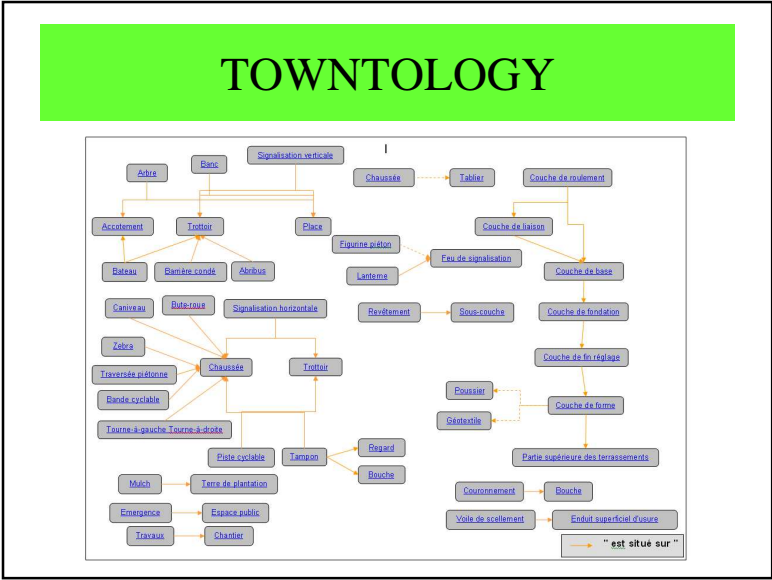 TOWNTOLOGY
I
Signalisation verticale
Banc
Arbre
Chaussée
Tablier
Couche de roulement
Accotement
Trottoir
Place
Couche de liaison
Figurine piéton
Feu de signalisation
Bateau
Barrière condé
Abribus
Lanterne
Couche de base
Caniveau
Bute-roue
Signalisation horizontale
Revêtement
Sous-couche
Couche de fondation
Zebra
Chaussée
Trottoir
Couche de fin réglage
Traversée piétonne
Poussier
Bande cyclable
Couche de forme
Géotextile
Tourne-à-gauche Tourne-à-droite
Piste cyclable
Tampon
Regard
Bouche
Partie supérieure des terrassements
Mulch
Terre de plantation
Couronnement
Bouche
Emergence
Espace public
Voile de scellement
Enduit superficiel d'usure
Travaux
Chantier
" est situé sur "